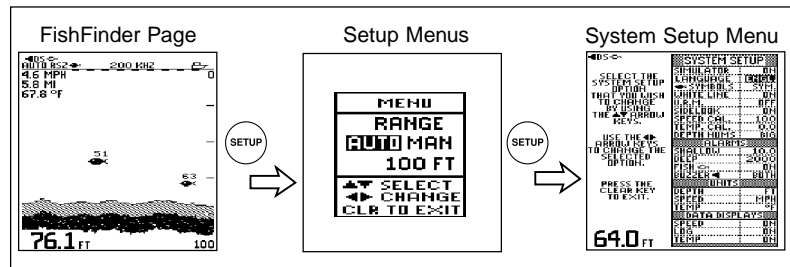 FishFinder Page
Setup Menus
System Setup Menu
AUTO RSZ 200 KHZ
4.6 MPH
5.8 MI
67.8 °F
0
51
63
76.1 FT
100
SETUP
MENU
RANGE
AUTO MAN
100 FT
SELECT
CHANGE
CLR TO EXIT
SETUP
SELECT THE
SYSTEM SETUP
OPTION
THAT YOU WISH
TO CHANGE
BY USING
THE ▲▼ ARROW
KEYS.
USE THE ◀▶
ARROW KEYS
TO CHANGE THE
SELECTED
OPTION.
PRESS THE
CLEAR KEY
TO EXIT.
64.0 FT
SYSTEM SETUP
SIMULATOR ON
LANGUAGE
SYMBOLS SYM.
WHITE LINE ON
U.R.M. OFF
SIDELOOK ON
SPEED CAL. 100
TEMP. CAL. 0.0
DEPTH NUMS BIG
ALARMS
SHALLOW 10.0
DEEP 2000
FISH ON
BUZZER BOTH
UNITS
DEPTH FT
SPEED MPH
TEMP °F
DATA DISPLAYS
SPEED ON
LOG ON
TEMP ON